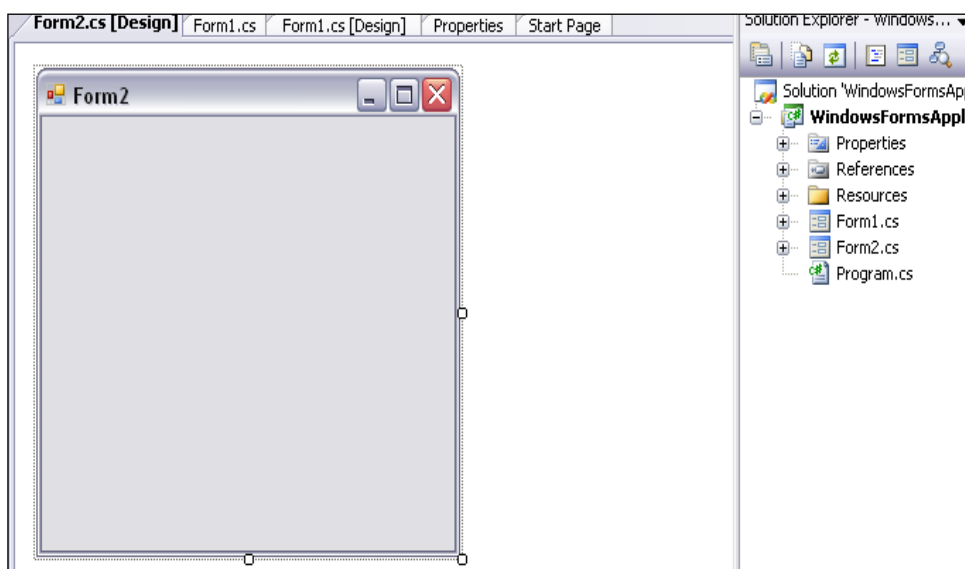 Form2.cs [Design] Form1.cs Form1.cs [Design] Properties Start Page
Solution Explorer - Windows...
Form2
Solution 'WindowsFormsAp
WindowsFormsAppl
Properties
References
Resources
Form1.cs
Form2.cs
Program.cs